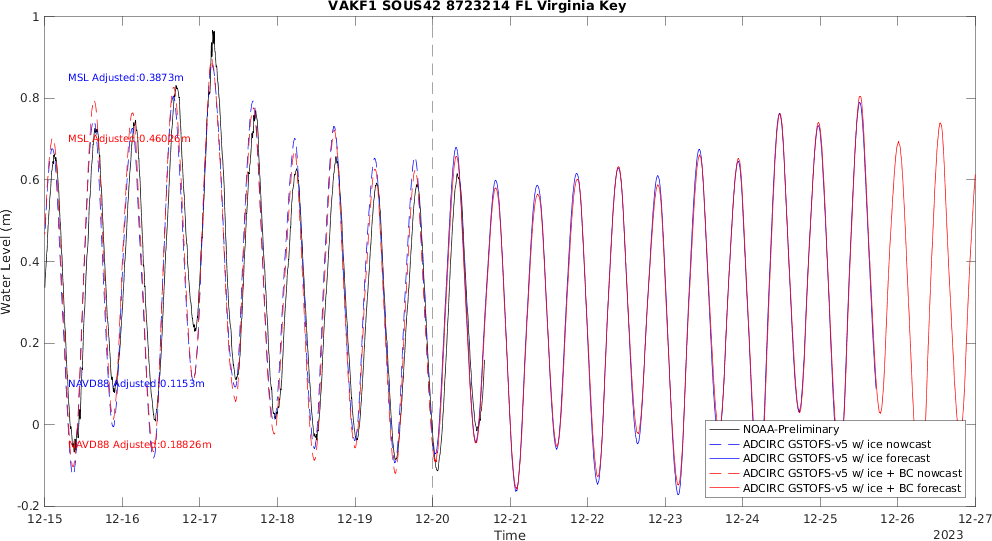 VAKF1 SOUS42 8723214 FL Virginia Key
Water Level (m)
1
0.8
0.6
0.4
0.2
0
-0.2
MSL Adjusted:0.3873m
MSL Adjusted:0.46026m
NAVD88 Adjusted:0.1153m
NAVD88 Adjusted:0.18826m
NOAA-Preliminary
ADCIRC GSTOFS-v5 w/ ice nowcast
ADCIRC GSTOFS-v5 w/ ice forecast
ADCIRC GSTOFS-v5 w/ ice + BC nowcast
ADCIRC GSTOFS-v5 w/ ice + BC forecast
12-15 12-16 12-17 12-18 12-19 12-20 12-21 12-22 12-23 12-24 12-25 12-26 12-27
Time
2023